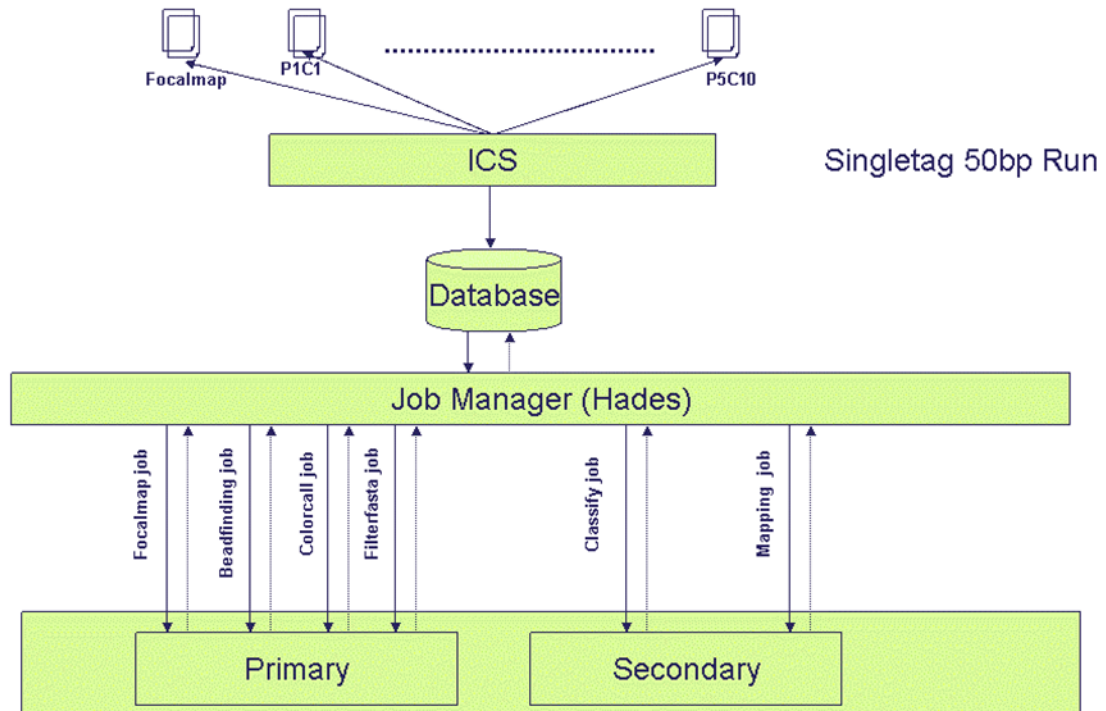 Focalmap
P1C1
P5C10
ICS
Singletag 50bp Run
Database
Job Manager (Hades)
Focalmap job
Beadfinding job
Colorcall job
Filterfasta job
Classify job
Mapping job
Primary
Secondary